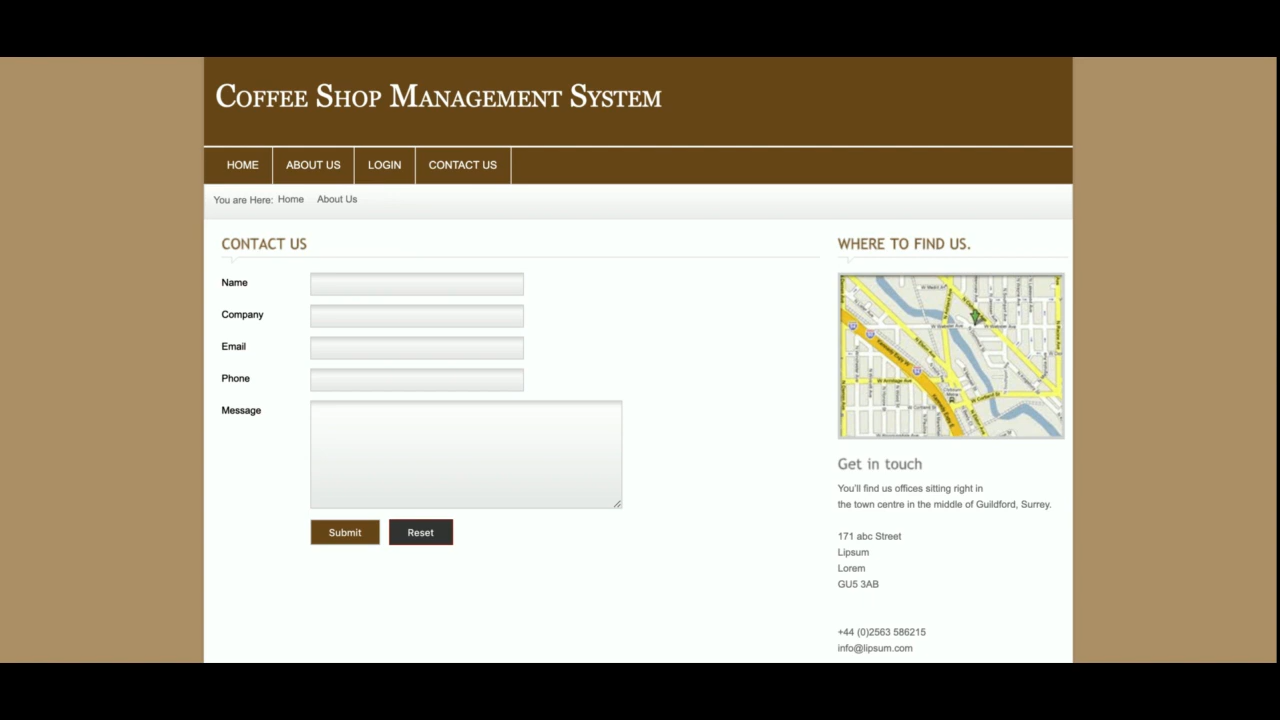 Coffee Shop Management System
HOME
ABOUT US
LOGIN
CONTACT US
You are Here: Home About Us
CONTACT US
Name
Company
Email
Phone
Message
Submit
Reset
WHERE TO FIND US.
Get in touch
You'll find us offices sitting right in
the town centre in the middle of Guildford, Surrey.
171 abc Street
Lipsum
Lorem
GU5 3AB
+44 (0)2563 586215
info@lipsum.com